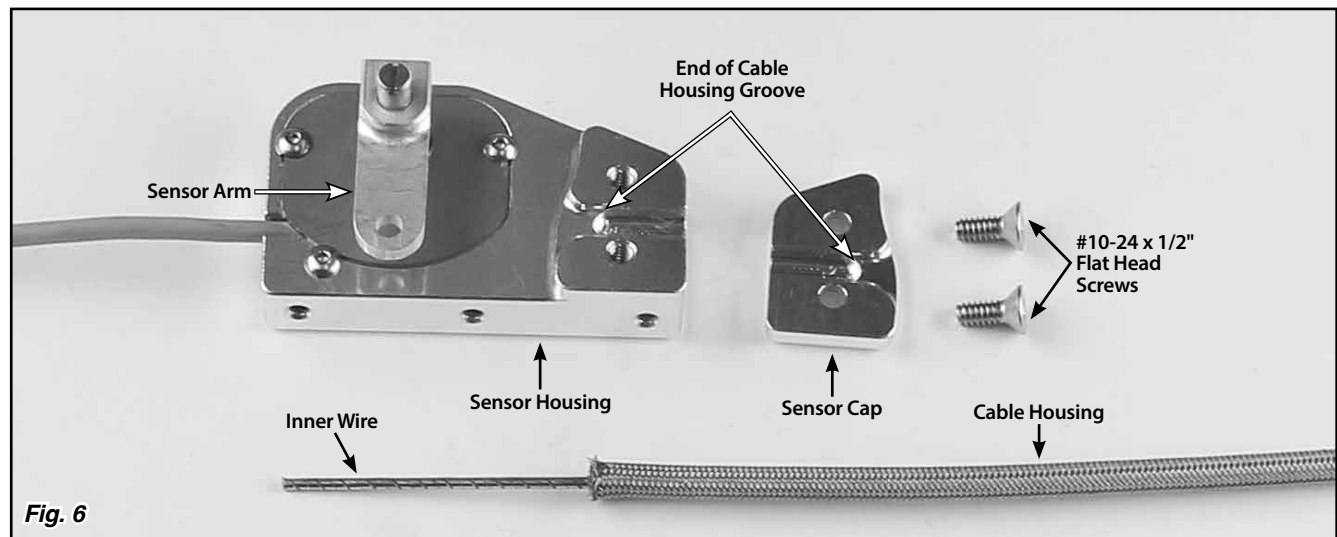 End of Cable
Housing Groove
Sensor Arm
#10-24 x 1/2"
Flat Head
Screws
Sensor Housing
Sensor Cap
Cable Housing
Inner Wire
Fig. 6